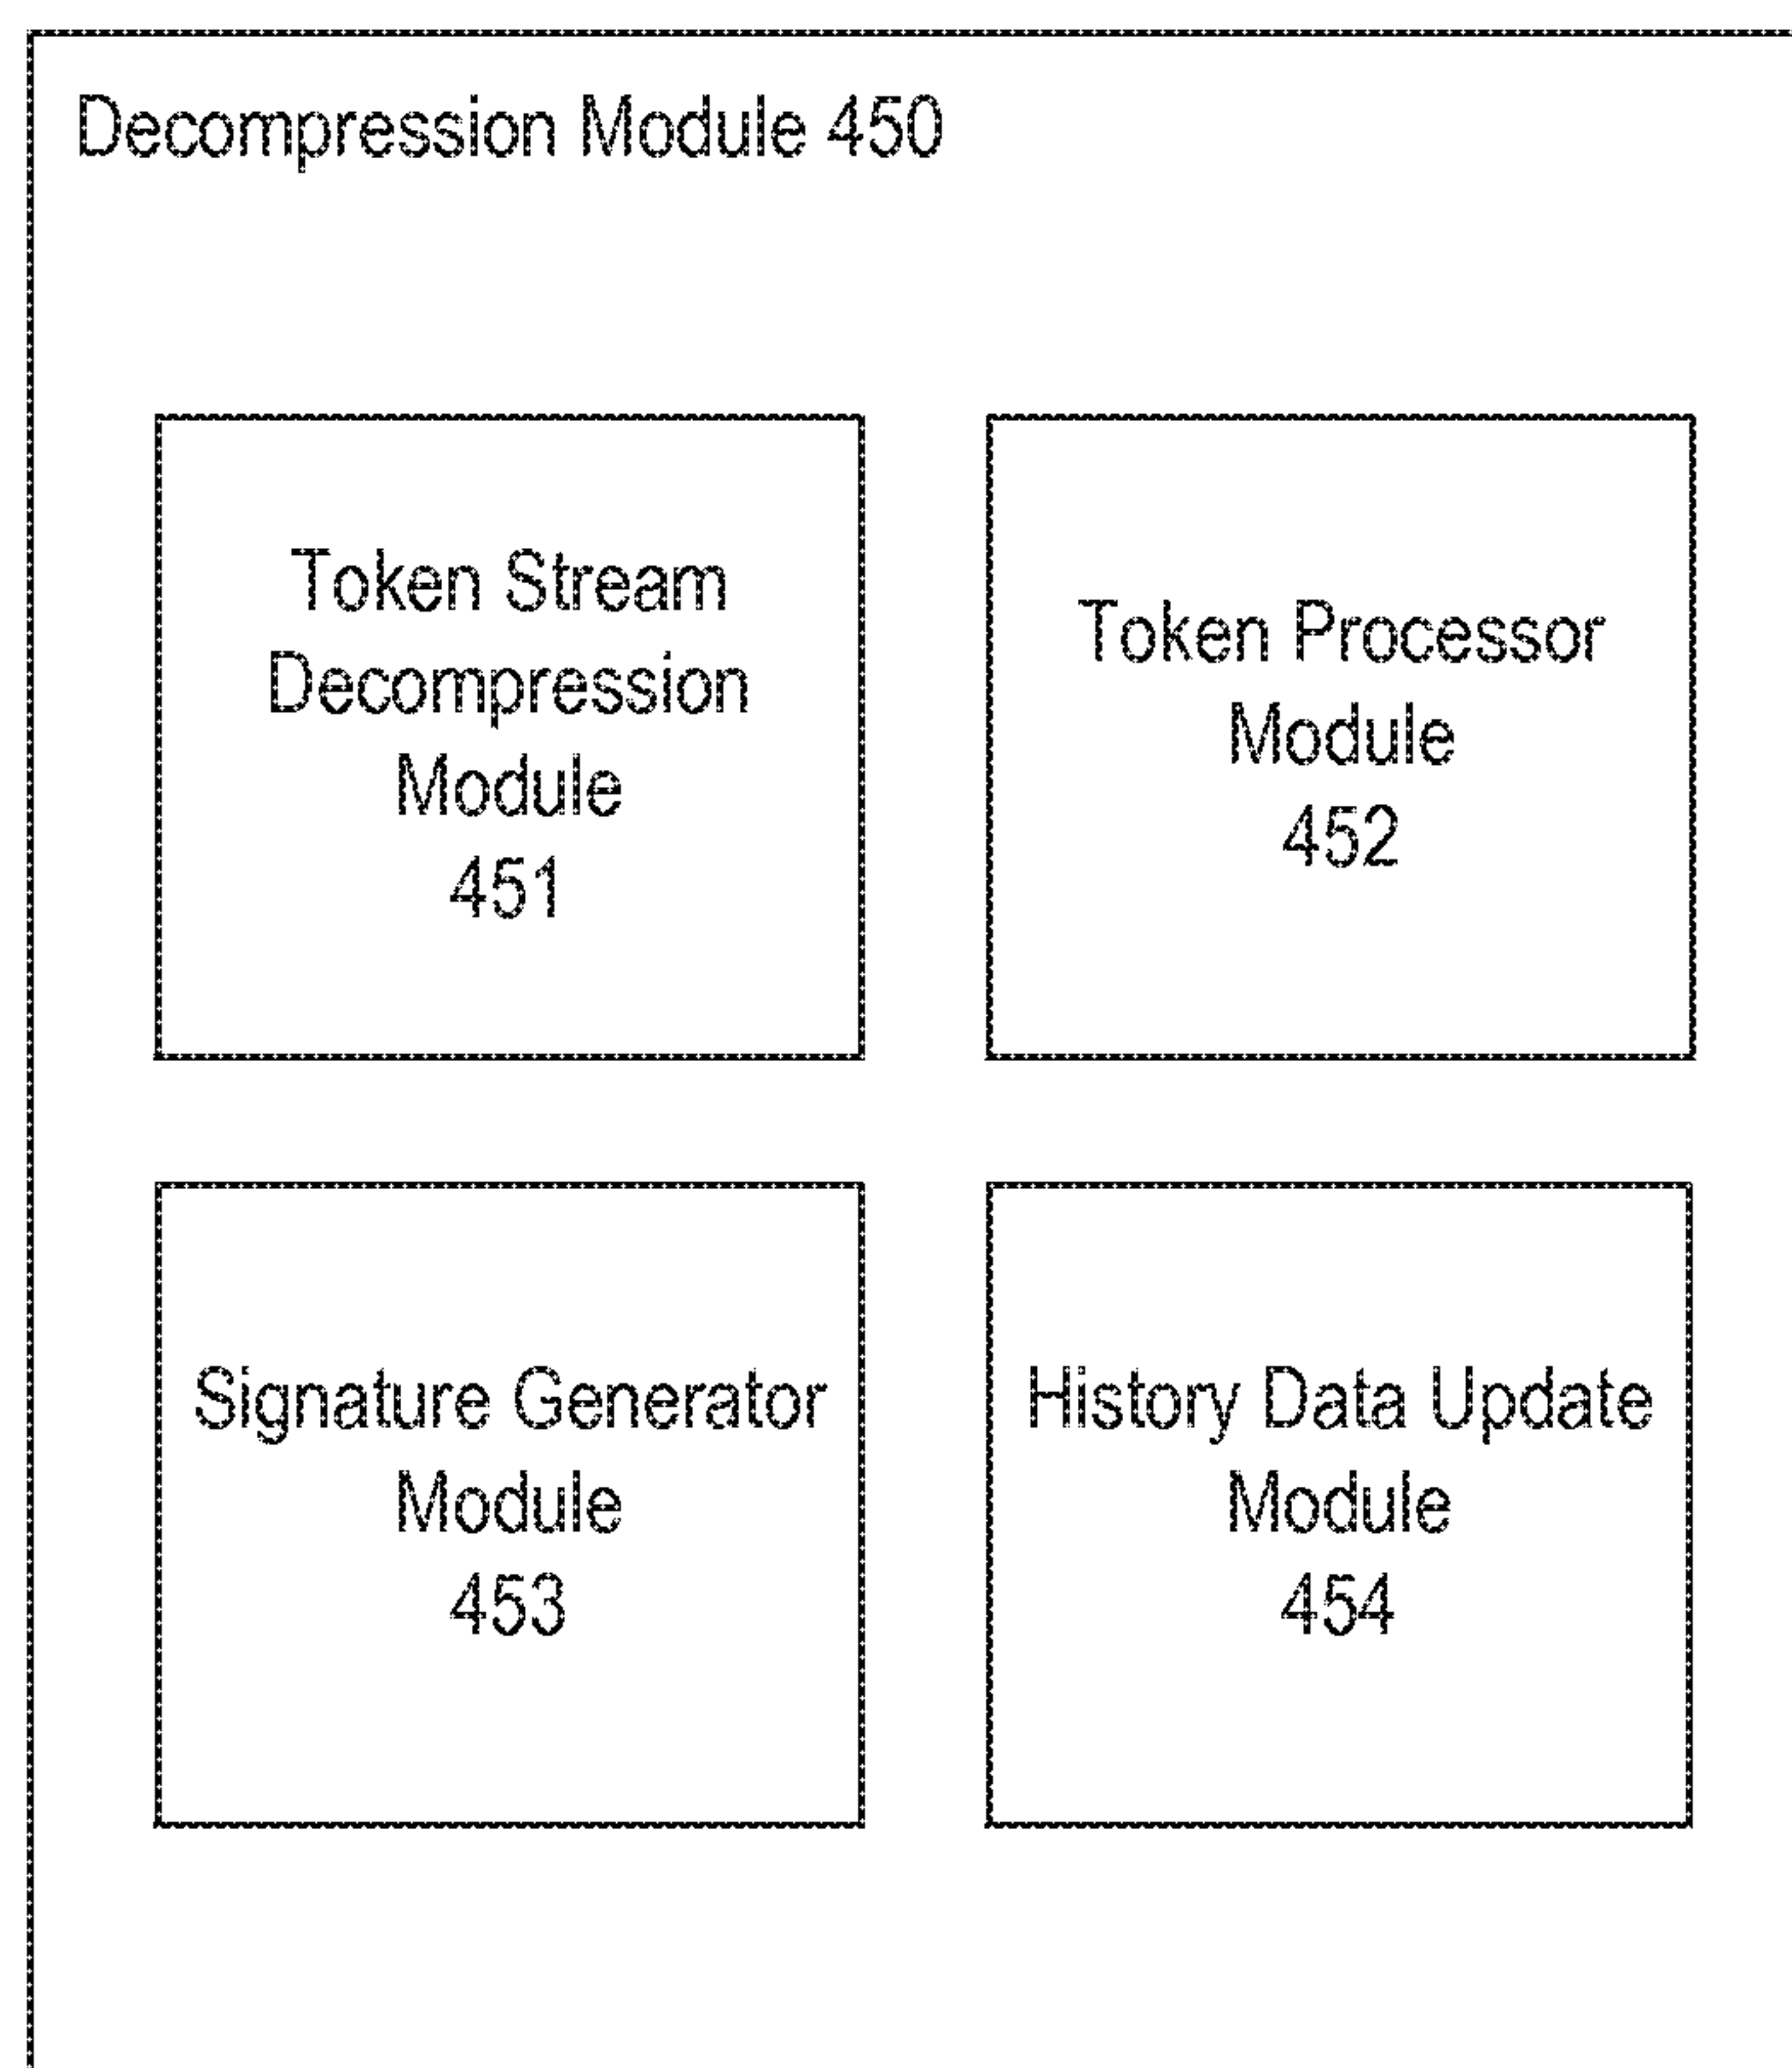 Decompression Module 450
Token Stream
Decompression
Module
451
Token Processor
Module
452
Signature Generator
Module
453
History Data Update
Module
454